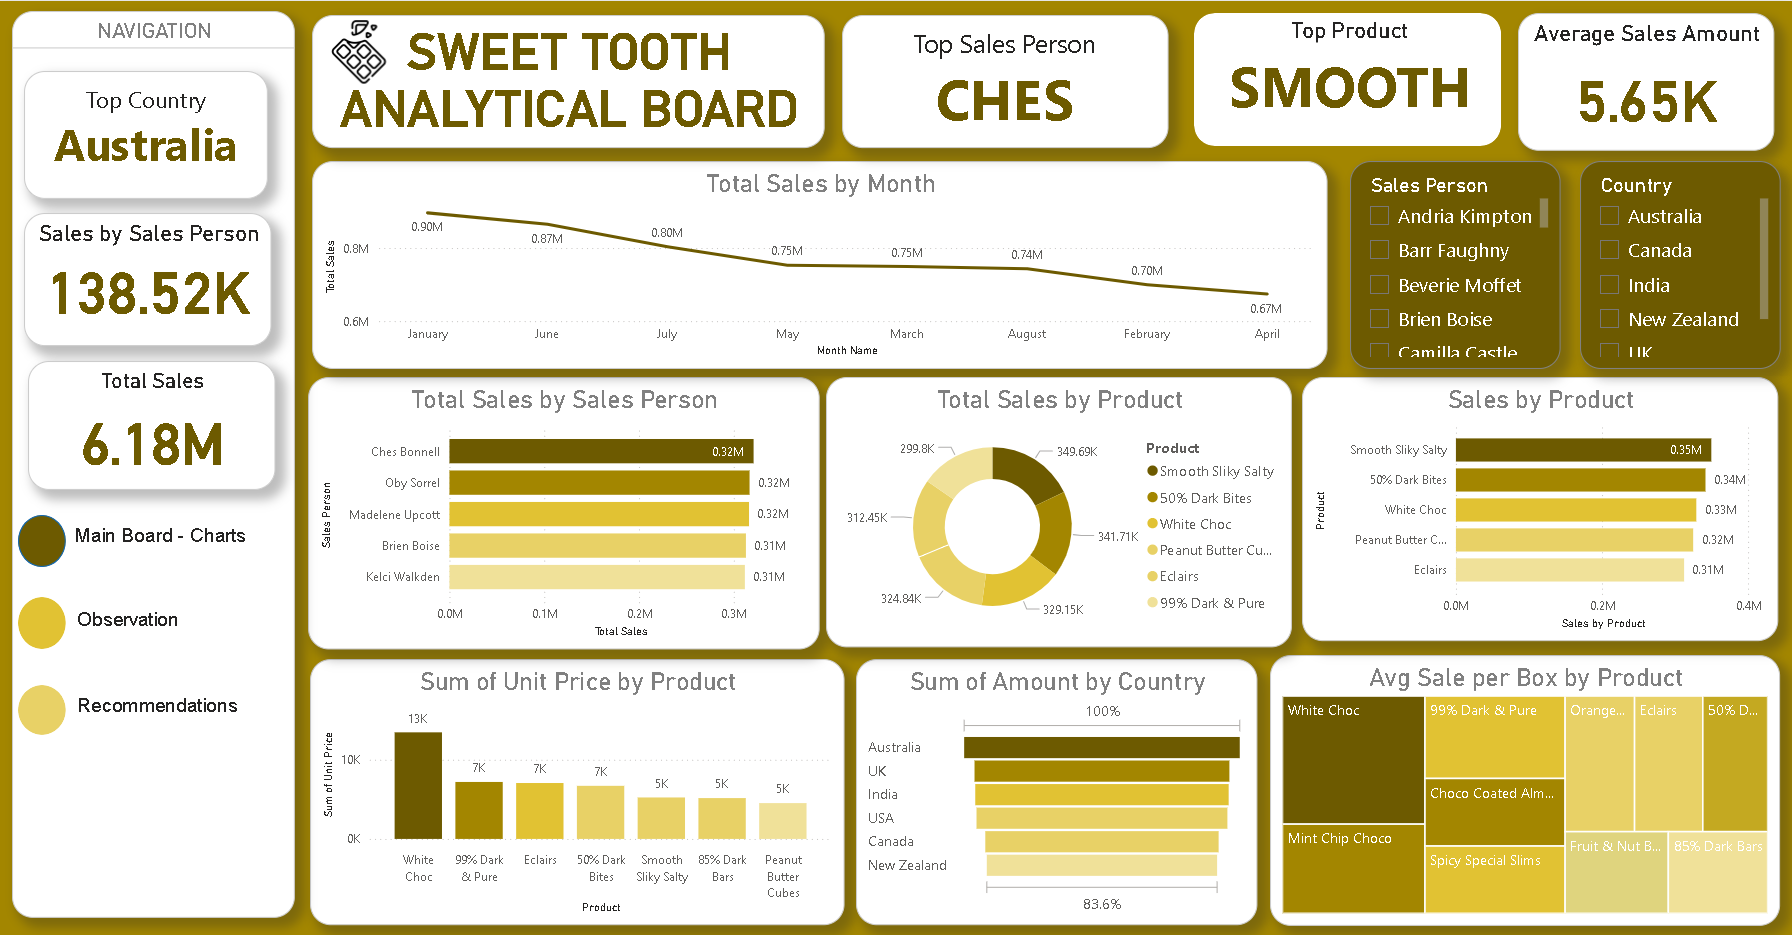 NAVIGATION
Top Country
Australia
Sales by Sales Person
138.52K
Total Sales
6.18M
Main Board - Charts
Observation
Recommendations
SWEET TOOTH
ANALYTICAL BOARD
Top Sales Person
CHES
Top Product
SMOOTH
Average Sales Amount
5.65K
Total Sales by Month
Total Sales
0.8M
0.6M
0.90M
0.87M
0.80M
0.75M
0.75M
0.74M
0.70M
0.67M
January
June
July
May
March
August
February
April
Month Name
Sales Person
Andria Kimpton
Barr Faughny
Beverie Moffet
Brien Boise
Camilla Castle
Country
Australia
Canada
India
New Zealand
UK
Total Sales by Sales Person
Sales Person
Ches Bonnell
0.32M
Oby Sorrel
0.32M
Madelene Upcott
0.32M
Brien Boise
0.31M
Kelci Walkden
0.31M
0.0M
0.1M
0.2M
0.3M
Total Sales
Total Sales by Product
299.8K
349.69K
312.45K
341.71K
324.84K
329.15K
Product
Smooth Sliky Salty
50% Dark Bites
White Choc
Peanut Butter Cu...
Eclairs
99% Dark & Pure
Sales by Product
Product
Smooth Sliky Salty
0.35M
50% Dark Bites
0.34M
White Choc
0.33M
Peanut Butter C...
0.32M
Eclairs
0.31M
0.0M
0.2M
0.4M
Sales by Product
Sum of Unit Price by Product
Sum of Unit Price
10K
0K
13K
7K
7K
7K
5K
5K
5K
White
Choc
99% Dark
& Pure
Eclairs
50% Dark
Bites
Smooth
Sliky Salty
85% Dark
Bars
Peanut
Butter
Cubes
Product
Sum of Amount by Country
100%
Australia
UK
India
USA
Canada
New Zealand
83.6%
Avg Sale per Box by Product
White Choc
Mint Chip Choco
99% Dark & Pure
Choco Coated Alm...
Spicy Special Slims
Orange...
Eclairs
50% D...
Fruit & Nut B...
85% Dark Bars